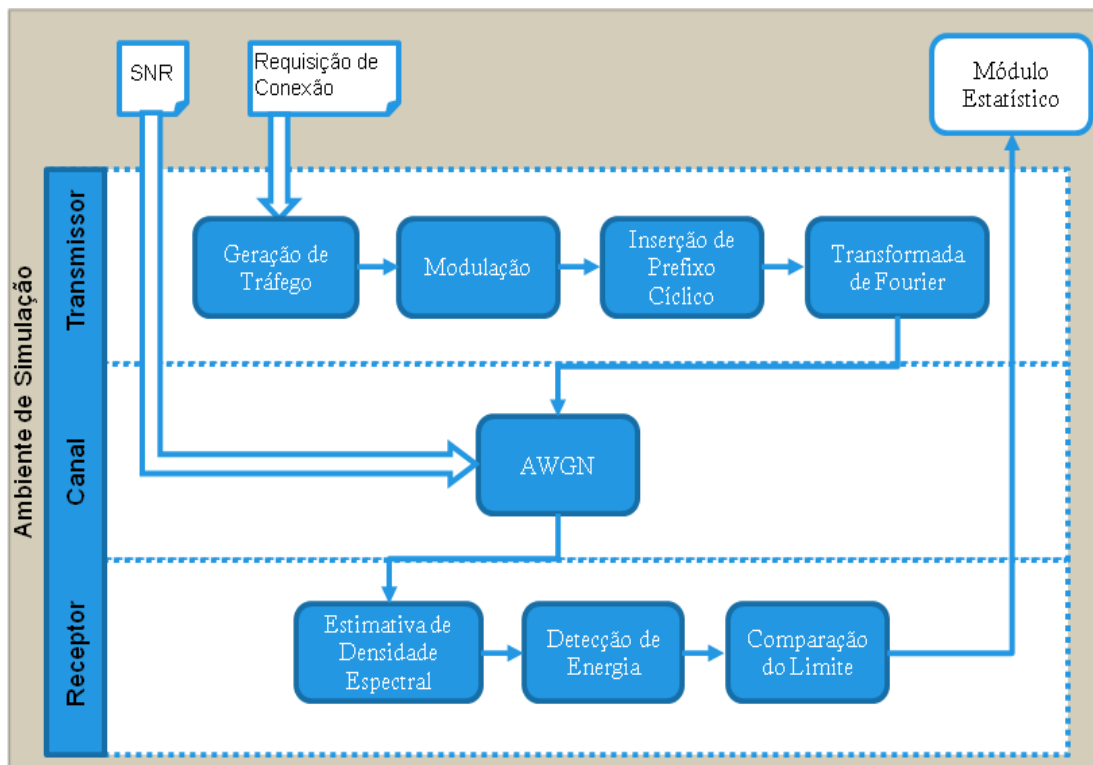 SNR
Requisição de
Conexão
Módulo
Estatístico
Ambiente de Simulação
Transmissor
Geração de
Tráfego
Modulação
Inserção de
Prefixo
Cíclico
Transformada
de Fourier
Canal
AWGN
Receptor
Estimativa de
Densidade
Espectral
Detecção de
Energia
Comparação
do Limite